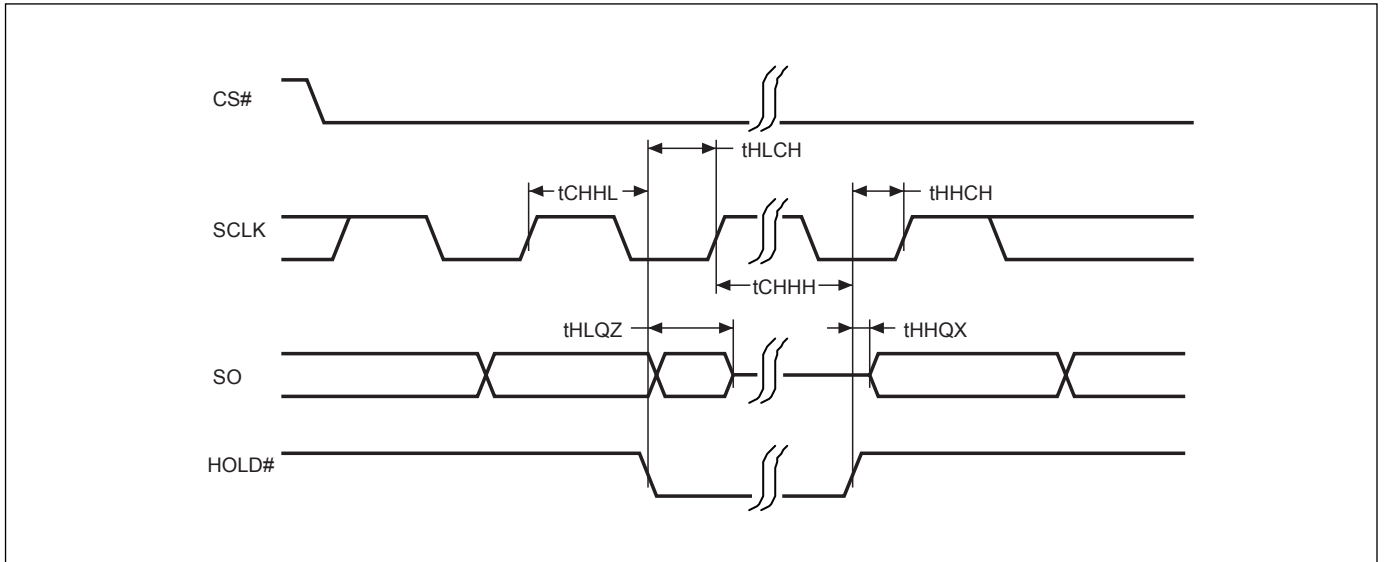 CS#
tHLCH
tCHHL
tHHCH
SCLK
tCHHH
tHLQZ
tHHQX
SO
HOLD#